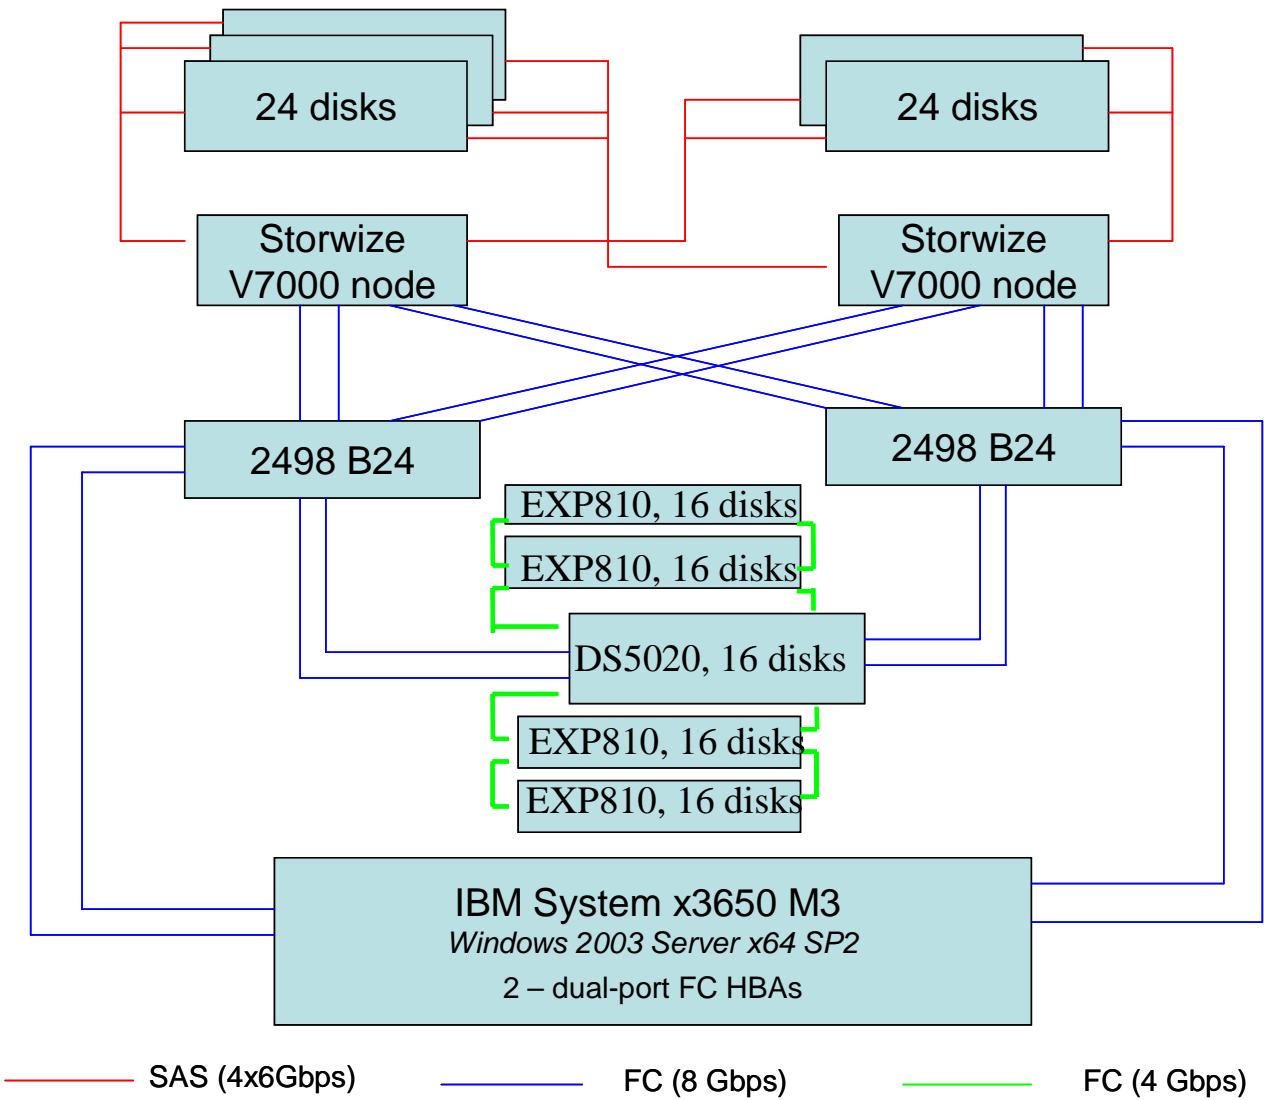 24 disks
24 disks
Storwize
V7000 node
Storwize
V7000 node
2498 B24
2498 B24
EXP810, 16 disks
EXP810, 16 disks
DS5020, 16 disks
EXP810, 16 disks
EXP810, 16 disks
IBM System x3650 M3
Windows 2003 Server x64 SP2
2 – dual-port FC HBAs
SAS (4x6Gbps)
FC (8 Gbps)
FC (4 Gbps)